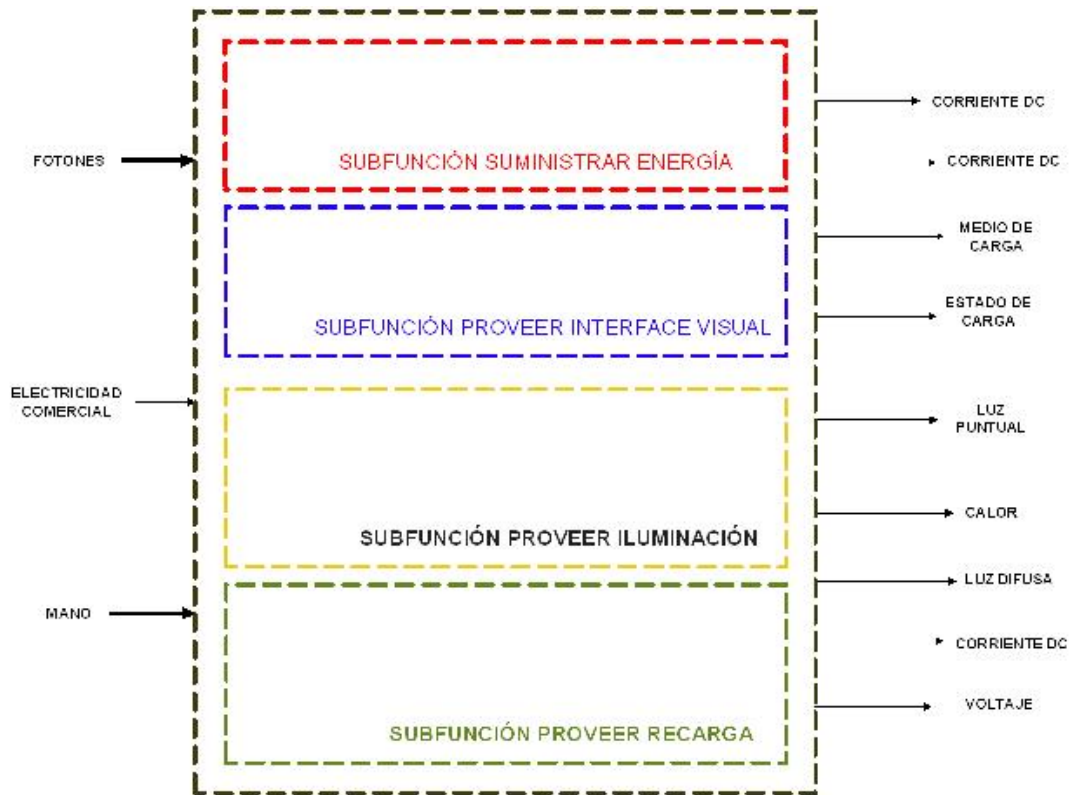 CORRIENTE DC
FOTONES
SUBFUNCIÓN SUMINISTRAR ENERGÍA
CORRIENTE DC
MEDIO DE
CARGA
SUBFUNCIÓN PROVEER INTERFACE VISUAL
ESTADO DE
CARGA
ELECTRICIDAD
COMERCIAL
LUZ
PUNTUAL
SUBFUNCIÓN PROVEER ILUMINACIÓN
CALOR
LUZ DIFUSA
MANO
CORRIENTE DC
VOLTAJE
SUBFUNCIÓN PROVEER RECARGA